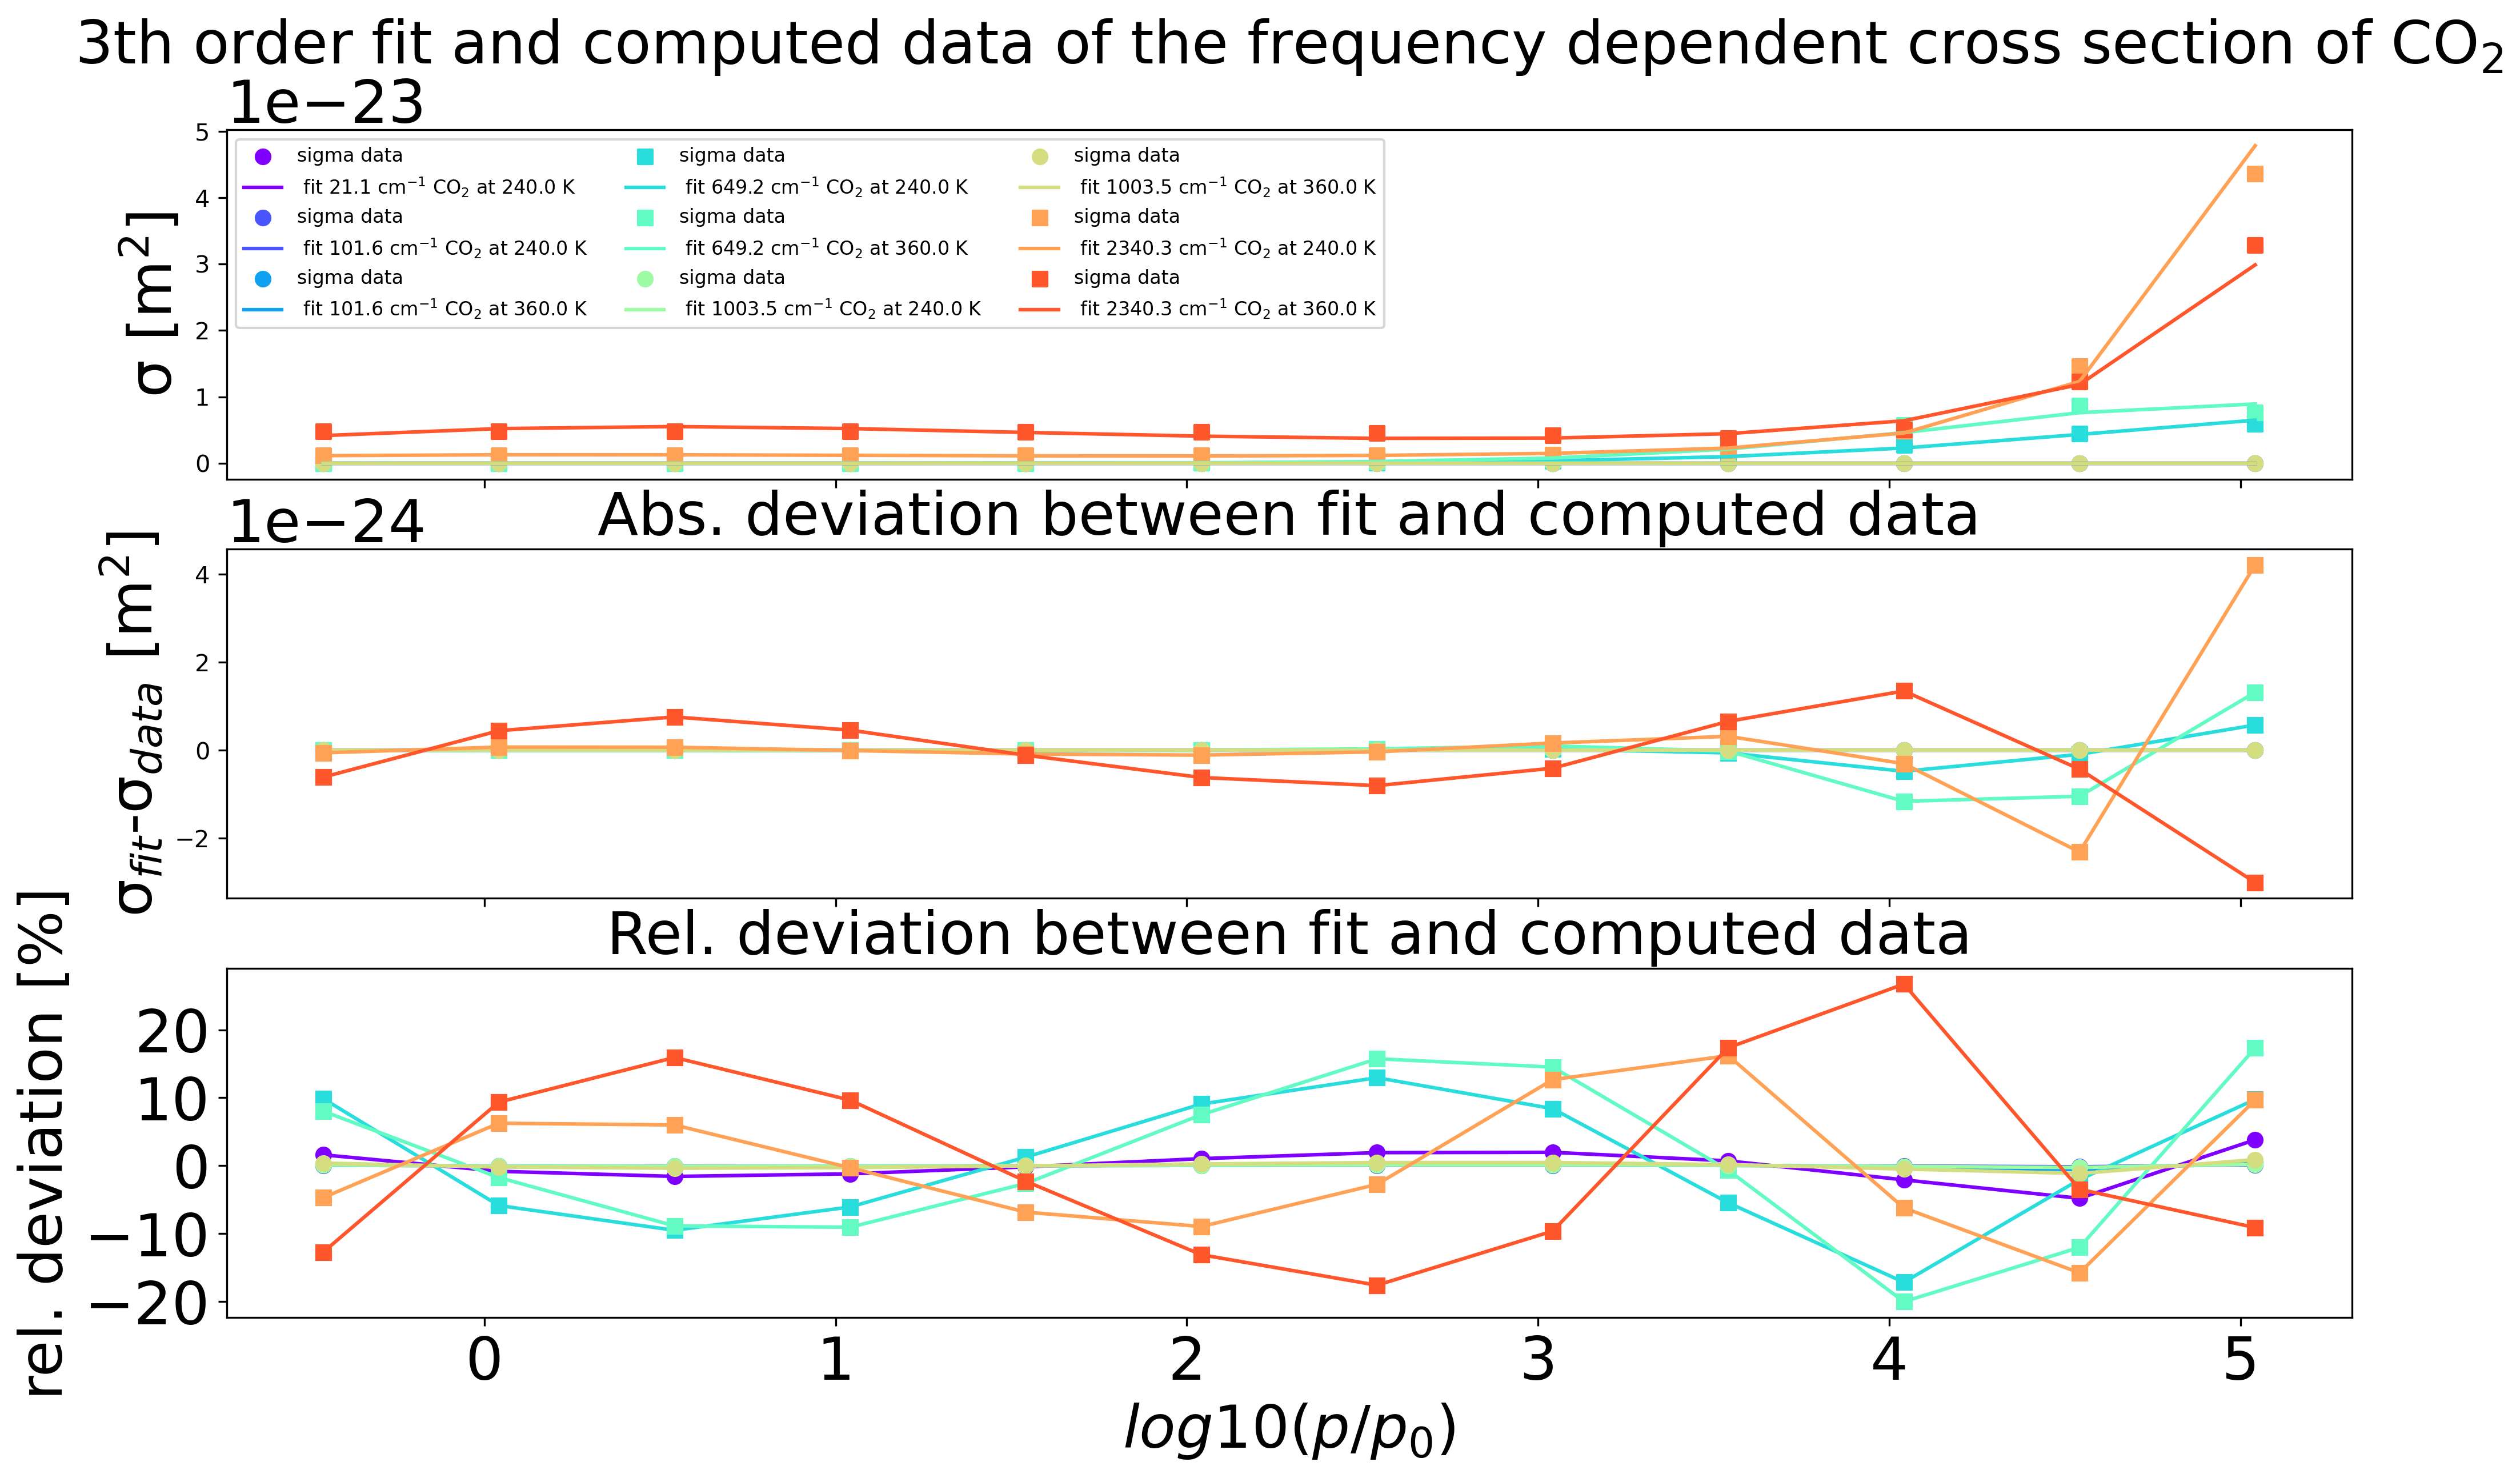 3th order fit and computed data of the frequency dependent cross section of CO₂
1e−23
σ [m²]
5
4
3
2
1
0
sigma data
fit 21.1 cm⁻¹ CO₂ at 240.0 K
sigma data
fit 101.6 cm⁻¹ CO₂ at 240.0 K
sigma data
fit 101.6 cm⁻¹ CO₂ at 360.0 K
sigma data
fit 649.2 cm⁻¹ CO₂ at 240.0 K
sigma data
fit 649.2 cm⁻¹ CO₂ at 360.0 K
sigma data
fit 1003.5 cm⁻¹ CO₂ at 240.0 K
sigma data
fit 1003.5 cm⁻¹ CO₂ at 360.0 K
sigma data
fit 2340.3 cm⁻¹ CO₂ at 240.0 K
sigma data
fit 2340.3 cm⁻¹ CO₂ at 360.0 K
Abs. deviation between fit and computed data
1e−24
σfit-σdata [m²]
4
2
0
−2
Rel. deviation between fit and computed data
rel. deviation [%]
20
10
0
−10
−20
0 1 2 3 4 5
log10(p/p₀)